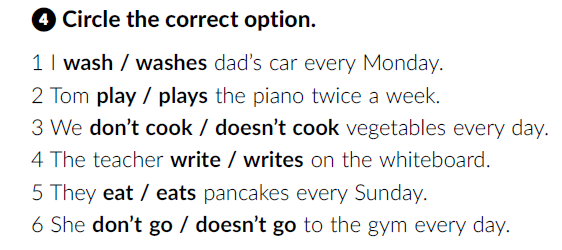 4 Circle the correct option.
1 I wash / washes dad's car every Monday.
2 Tom play / plays the piano twice a week.
3 We don't cook / doesn't cook vegetables every day.
4 The teacher write / writes on the whiteboard.
5 They eat / eats pancakes every Sunday.
6 She don't go / doesn't go to the gym every day.